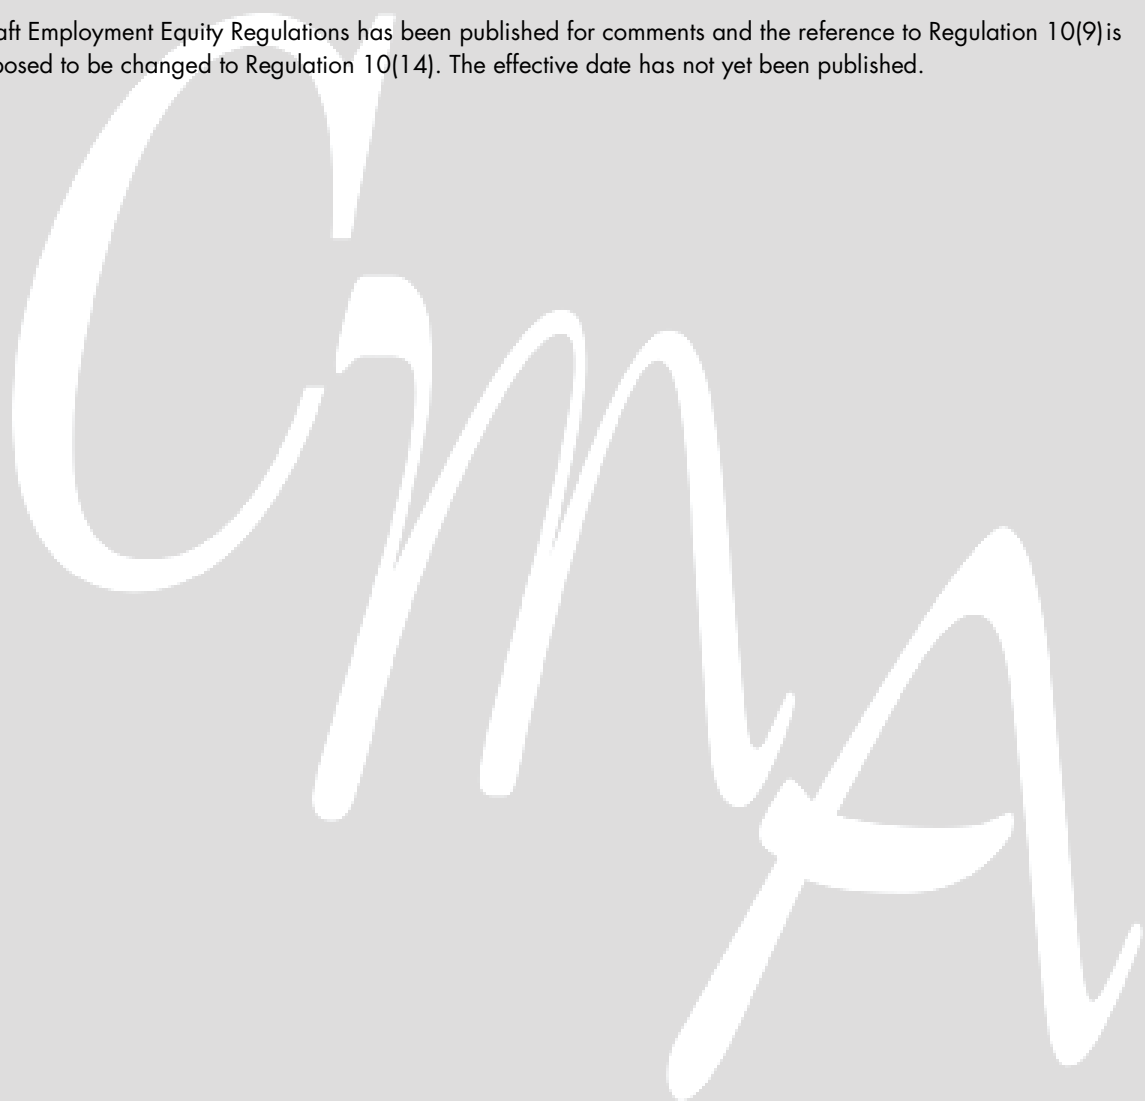 aft Employment Equity Regulations has been published for comments and the reference to Regulation 10(9)is
posed to be changed to Regulation 10(14). The effective date has not yet been published.
CMA